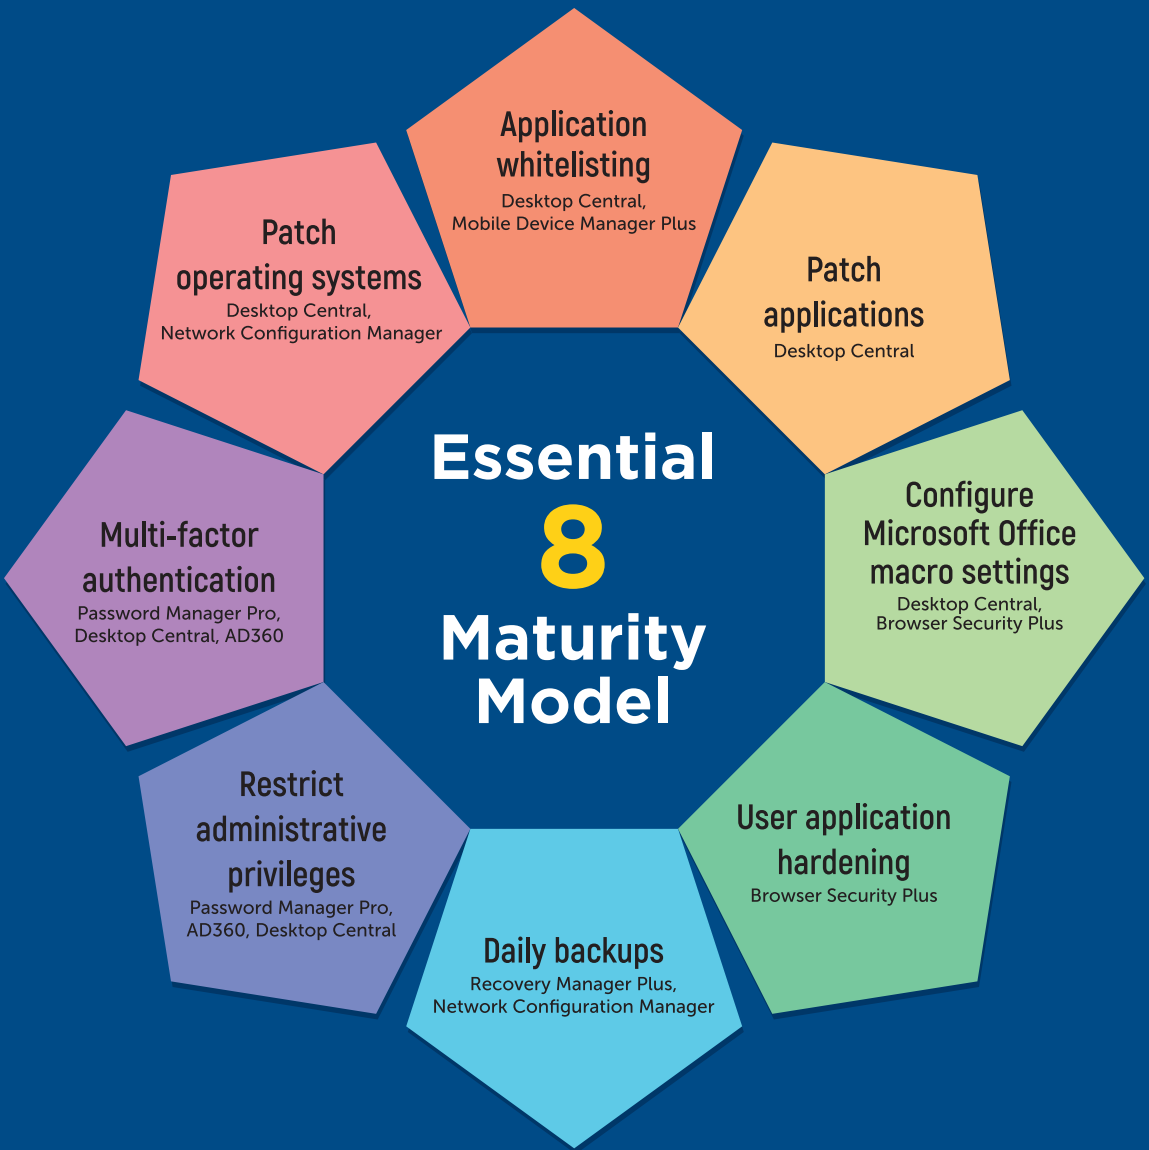 Application
whitelisting
Desktop Central,
Mobile Device Manager Plus
Patch
applications
Desktop Central
Configure
Microsoft Office
macro settings
Desktop Central,
Browser Security Plus
User application
hardening
Browser Security Plus
Daily backups
Recovery Manager Plus,
Network Configuration Manager
Restrict
administrative
privileges
Password Manager Pro,
AD360, Desktop Central
Multi-factor
authentication
Password Manager Pro,
Desktop Central, AD360
Patch
operating systems
Desktop Central,
Network Configuration Manager
Essential
8
Maturity
Model